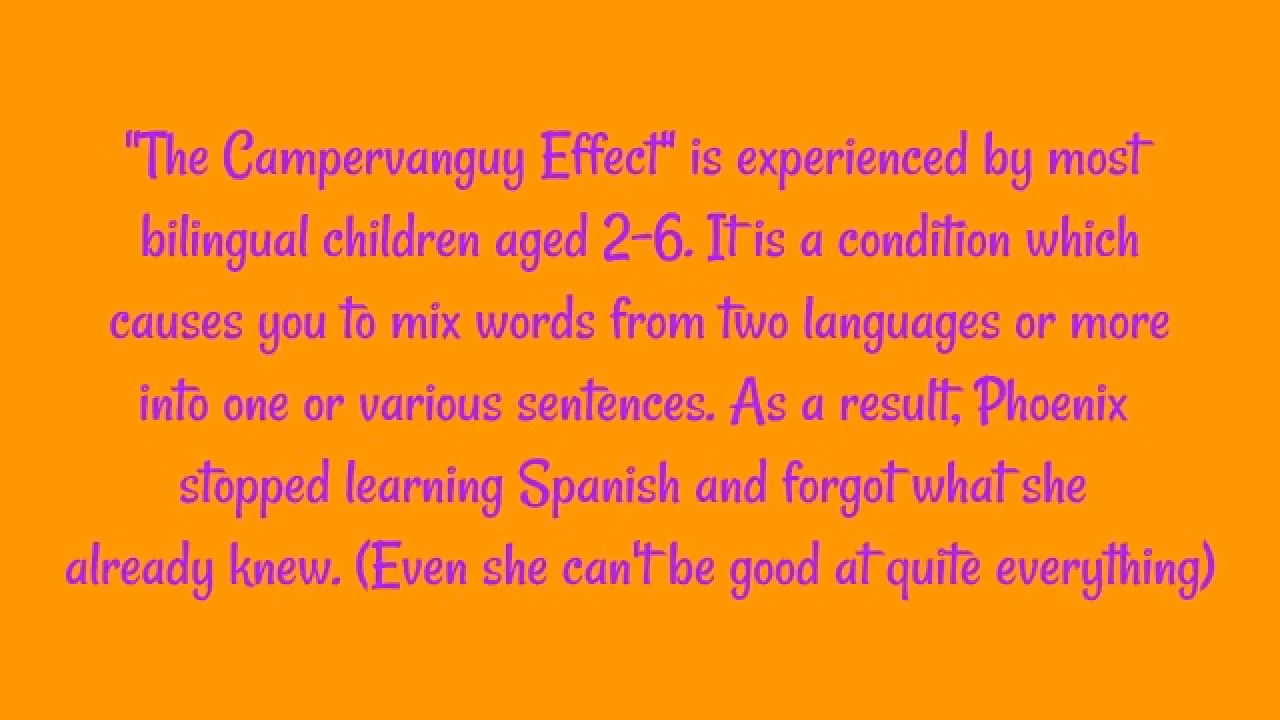 "The Campervanguy Effect" is experienced by most
bilingual children aged 2-6. It is a condition which
causes you to mix words from two languages or more
into one or various sentences. As a result, Phoenix
stopped learning Spanish and forgot what she
already knew. (Even she can't be good at quite everything)